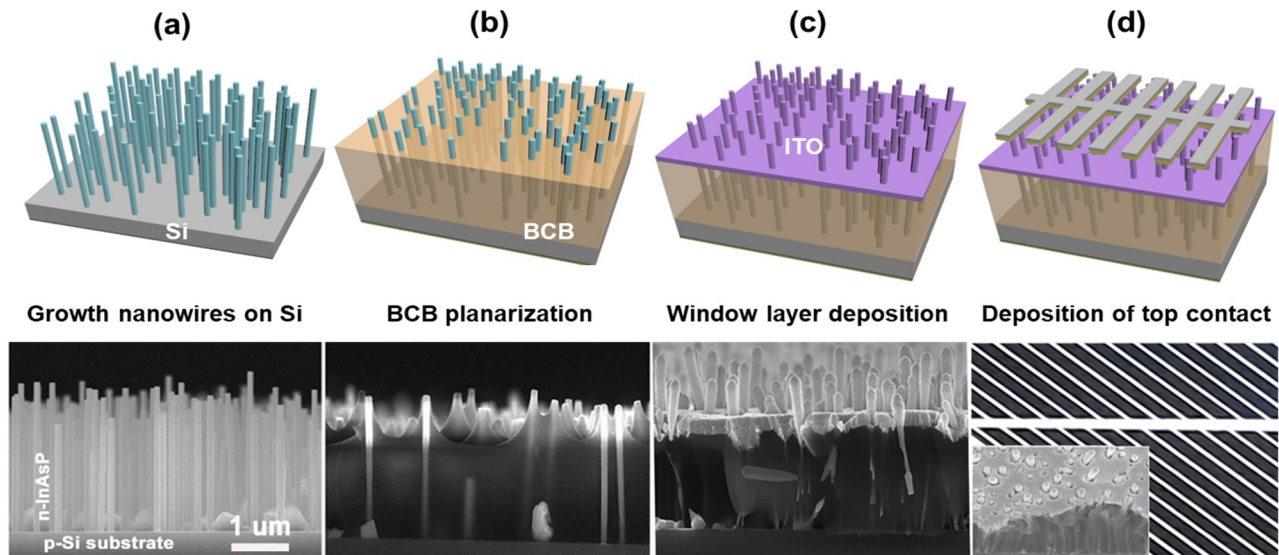 (a)
(b)
(c)
(d)
Si
BCB
ITO
Growth nanowires on Si
BCB planarization
Window layer deposition
Deposition of top contact
n-InAsP
1 um
p-Si substrate